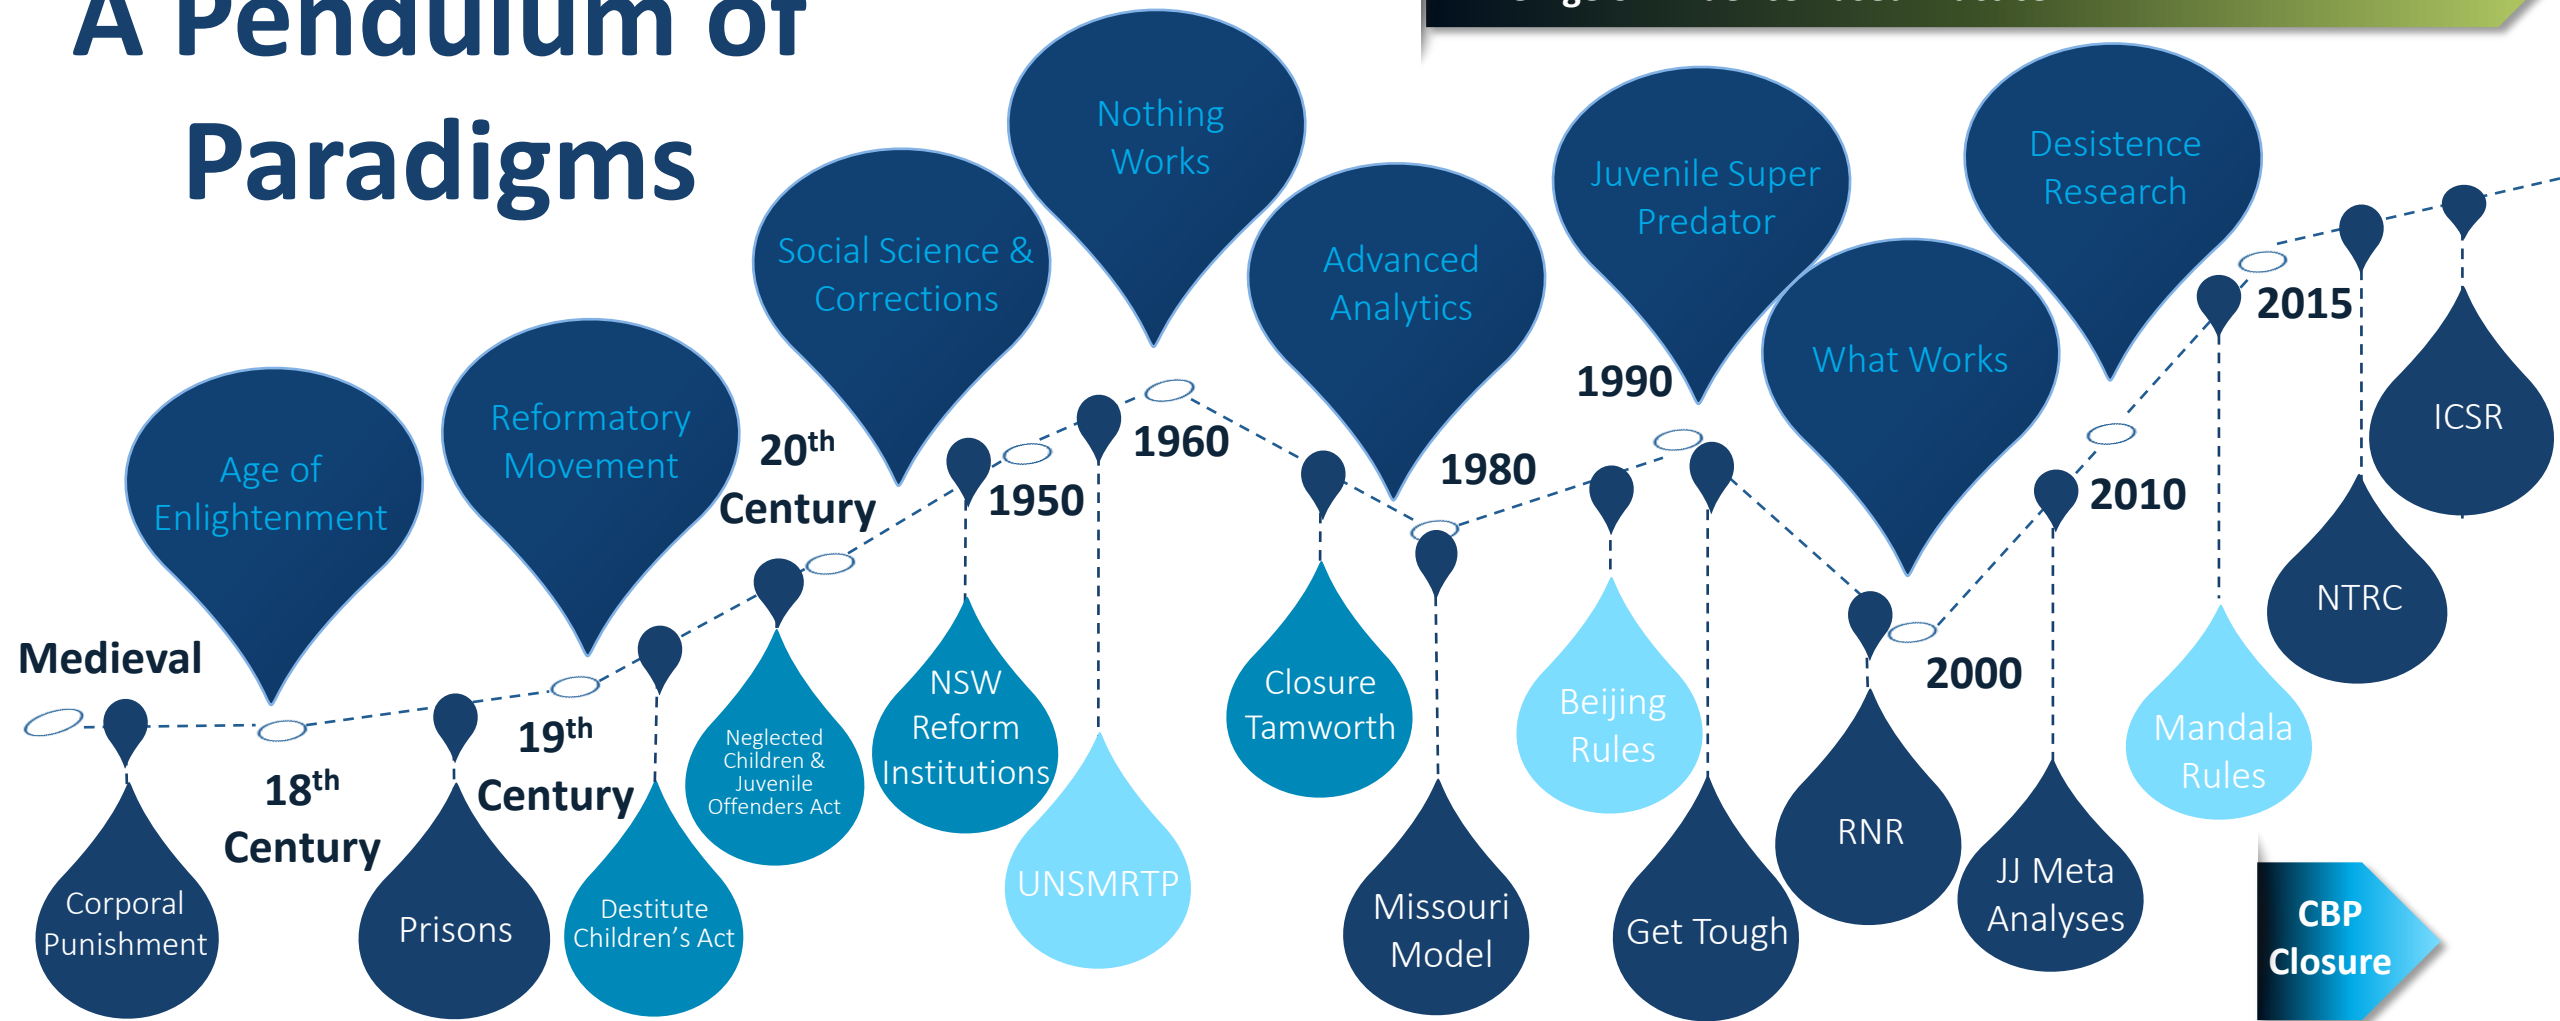 A Pendulum of
Paradigms
Nothing
Works
Desistence
Research
Juvenile Super
Predator
Social Science &
Corrections
Advanced
Analytics
What Works
Reformatory
Movement
Age of
Enlightenment
Medieval
18th
Century
19th
Century
20th
Century
1950
1960
1980
1990
2000
2010
2015
Corporal
Punishment
Prisons
Destitute
Children's Act
Neglected
Children &
Juvenile
Offenders Act
NSW
Reform
Institutions
UNSMRTP
Closure
Tamworth
Missouri
Model
Beijing
Rules
Get Tough
RNR
JJ Meta
Analyses
Mandala
Rules
NTRC
ICSR
CBP
Closure